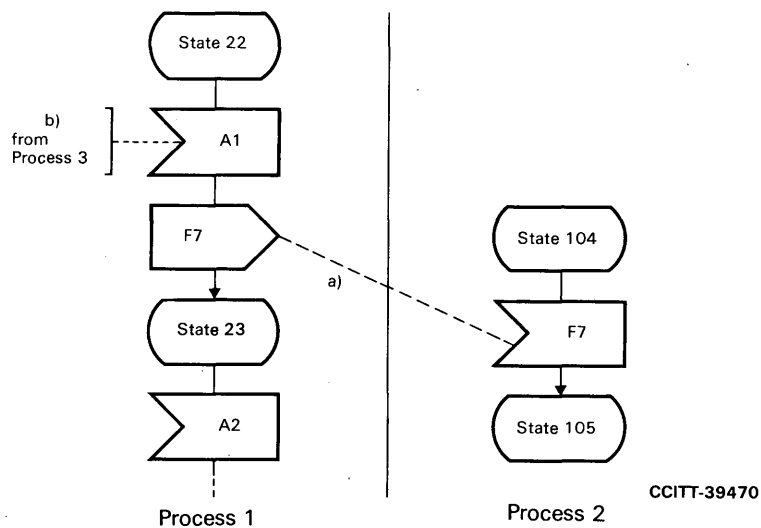 State 22
b)
from
Process 3
A1
F7
a)
State 23
A2
Process 1
State 104
F7
State 105
Process 2
CCITT-39470